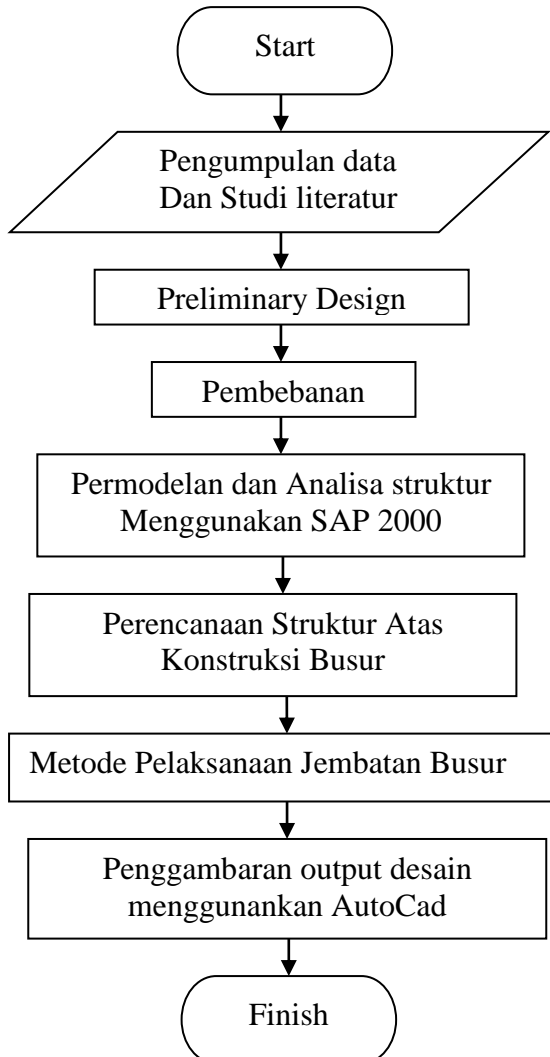 Start
Pengumpulan data
Dan Studi literatur
Preliminary Design
Pembebanan
Permodelan dan Analisa struktur
Menggunakan SAP 2000
Perencanaan Struktur Atas
Konstruksi Busur
Metode Pelaksanaan Jembatan Busur
Penggambaran output desain
menggunankan AutoCad
Finish